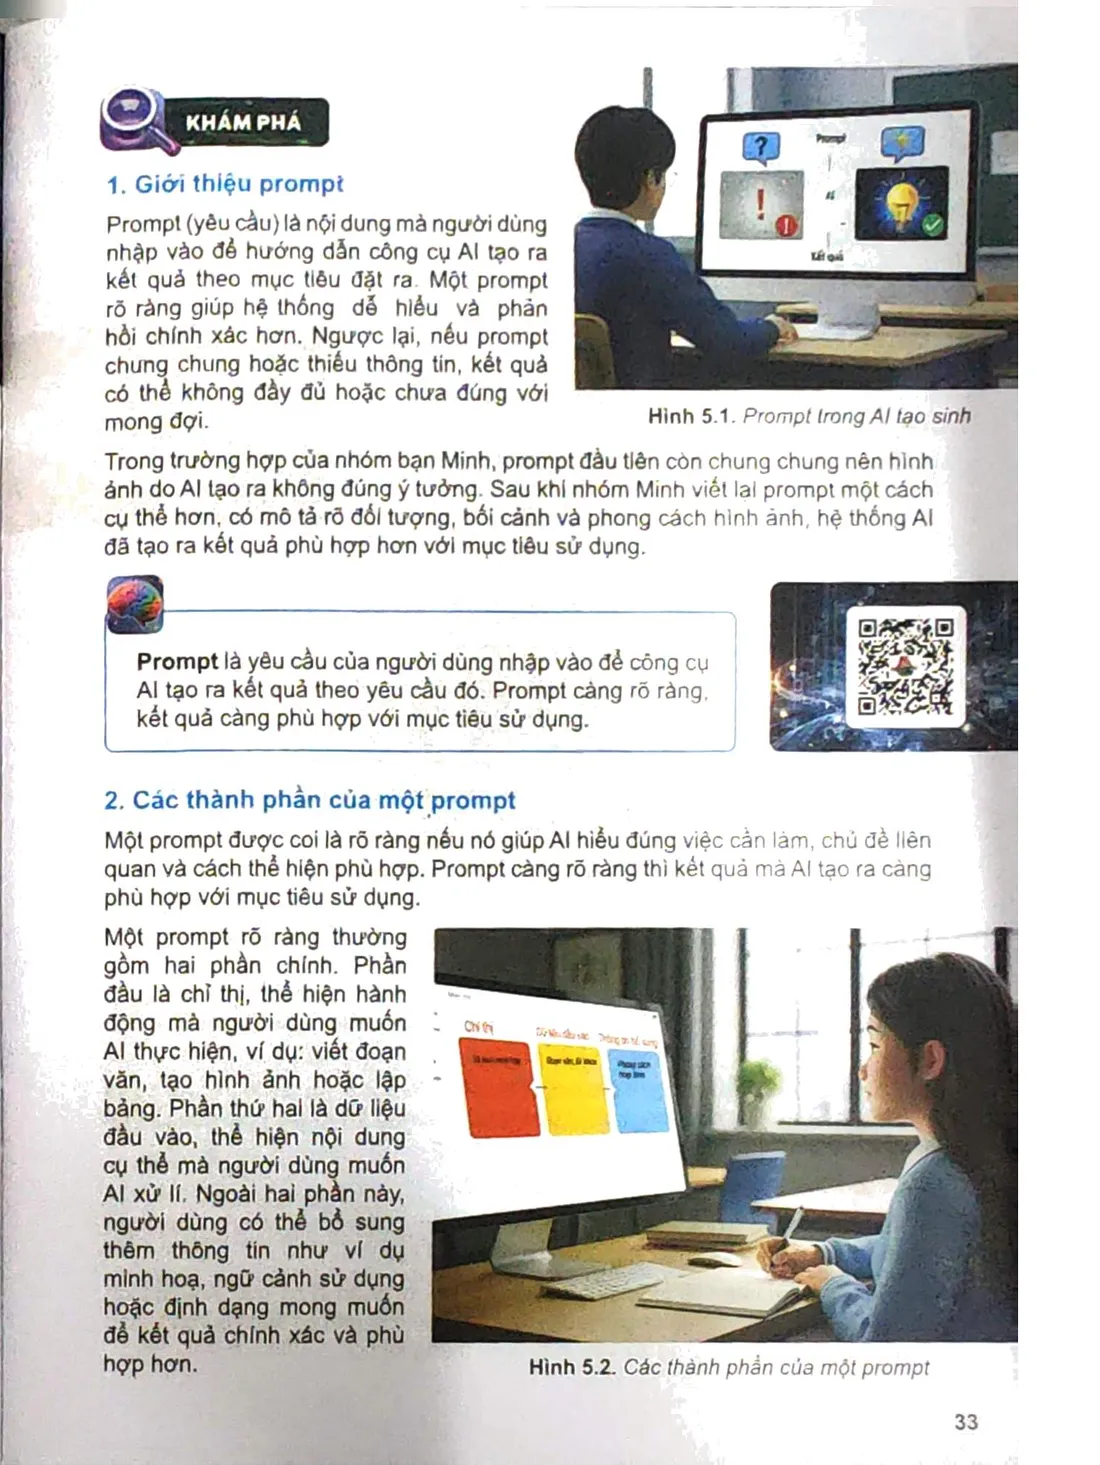 KHÁM PHÁ
1. Giới thiệu prompt
Prompt (yêu cầu) là nội dung mà người dùng
nhập vào để hướng dẫn công cụ AI tạo ra
kết quả theo mục tiêu đặt ra. Một prompt
rõ ràng giúp hệ thống dễ hiểu và phản
hồi chính xác hơn. Ngược lại, nếu prompt
chung chung hoặc thiếu thông tin, kết quả
có thể không đầy đủ hoặc chưa đúng với
mong đợi.
?
Prompt
AI
Kết quả
Hình 5.1. Prompt trong AI tạo sinh
Trong trường hợp của nhóm bạn Minh, prompt đầu tiên còn chung chung nên hình
ảnh do AI tạo ra không đúng ý tưởng. Sau khi nhóm Minh viết lại prompt một cách
cụ thể hơn, có mô tả rõ đối tượng, bối cảnh và phong cách hình ảnh, hệ thống AI
đã tạo ra kết quả phù hợp hơn với mục tiêu sử dụng.
Prompt là yêu cầu của người dùng nhập vào để công cụ
AI tạo ra kết quả theo yêu cầu đó. Prompt càng rõ ràng,
kết quả càng phù hợp với mục tiêu sử dụng.
2. Các thành phần của một prompt
Một prompt được coi là rõ ràng nếu nó giúp AI hiểu đúng việc cần làm, chủ đề liên
quan và cách thể hiện phù hợp. Prompt càng rõ ràng thì kết quả mà AI tạo ra càng
phù hợp với mục tiêu sử dụng.
Một prompt rõ ràng thường
gồm hai phần chính. Phần
đầu là chỉ thị, thể hiện hành
động mà người dùng muốn
AI thực hiện, ví dụ: viết đoạn
văn, tạo hình ảnh hoặc lập
bảng. Phần thứ hai là dữ liệu
đầu vào, thể hiện nội dung
cụ thể mà người dùng muốn
AI xử lí. Ngoài hai phần này,
người dùng có thể bổ sung
thêm thông tin như ví dụ
minh hoạ, ngữ cảnh sử dụng
hoặc định dạng mong muốn
để kết quả chính xác và phù
hợp hơn.
Chỉ thị
Dữ liệu đầu vào
Thông tin bổ sung
Hình 5.2. Các thành phần của một prompt
33